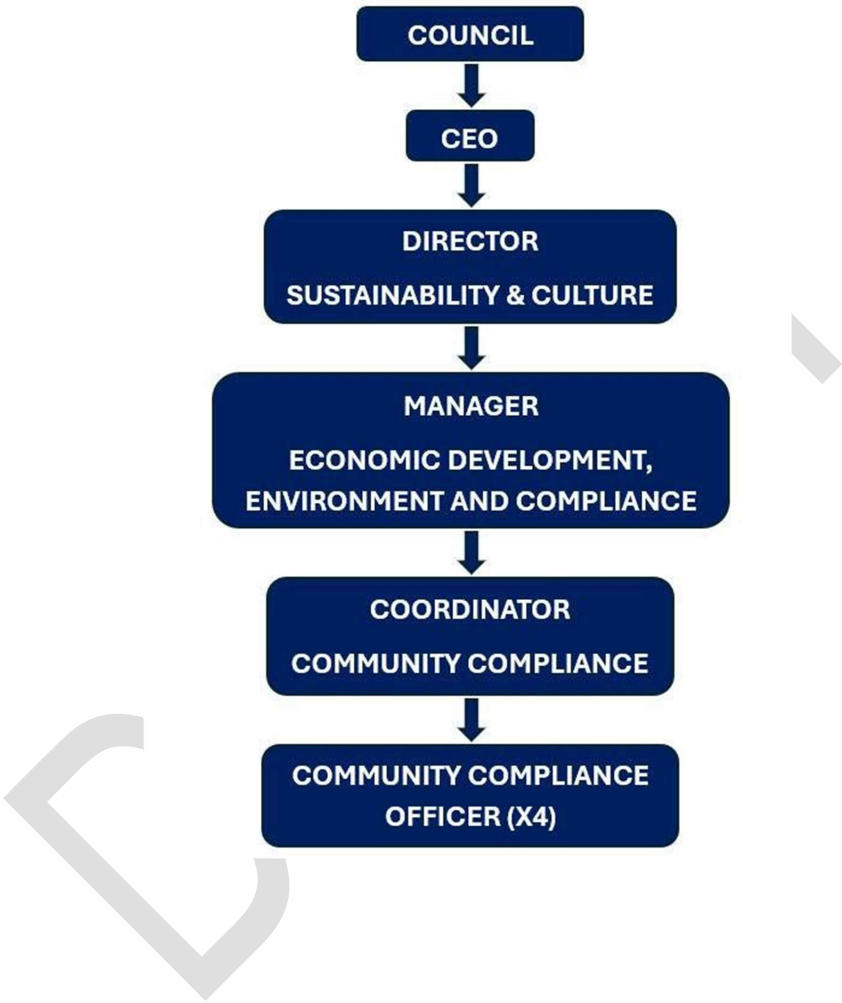 COUNCIL
CEO
DIRECTOR
SUSTAINABILITY & CULTURE
MANAGER
ECONOMIC DEVELOPMENT,
ENVIRONMENT AND COMPLIANCE
COORDINATOR
COMMUNITY COMPLIANCE
COMMUNITY COMPLIANCE
OFFICER (X4)